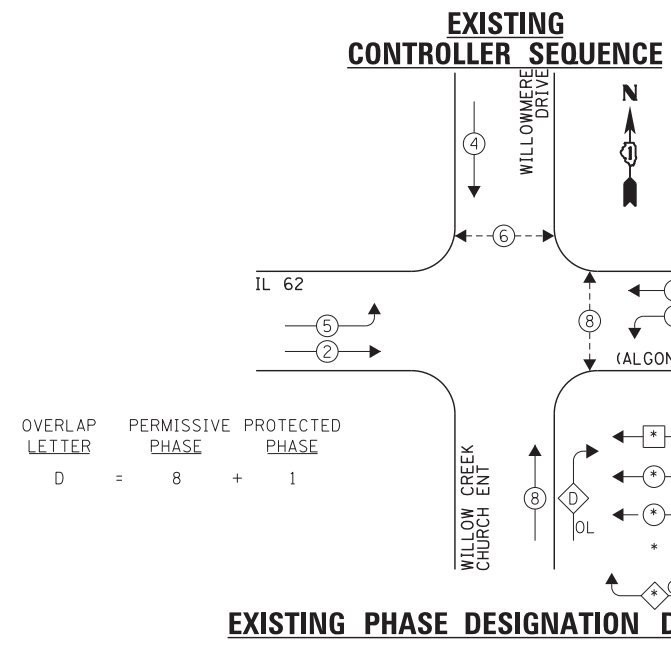 EXISTING
CONTROLLER SEQUENCE
WILLOWMERE
DRIVE
N
4
6
IL 62
5
2
8
(ALGON
OVERLAP PERMISSIVE PROTECTED
LETTER PHASE PHASE
D = 8 + 1
WILLOW CREEK
CHURCH ENT
8
D
OL
*
*
*
*
*
EXISTING PHASE DESIGNATION D